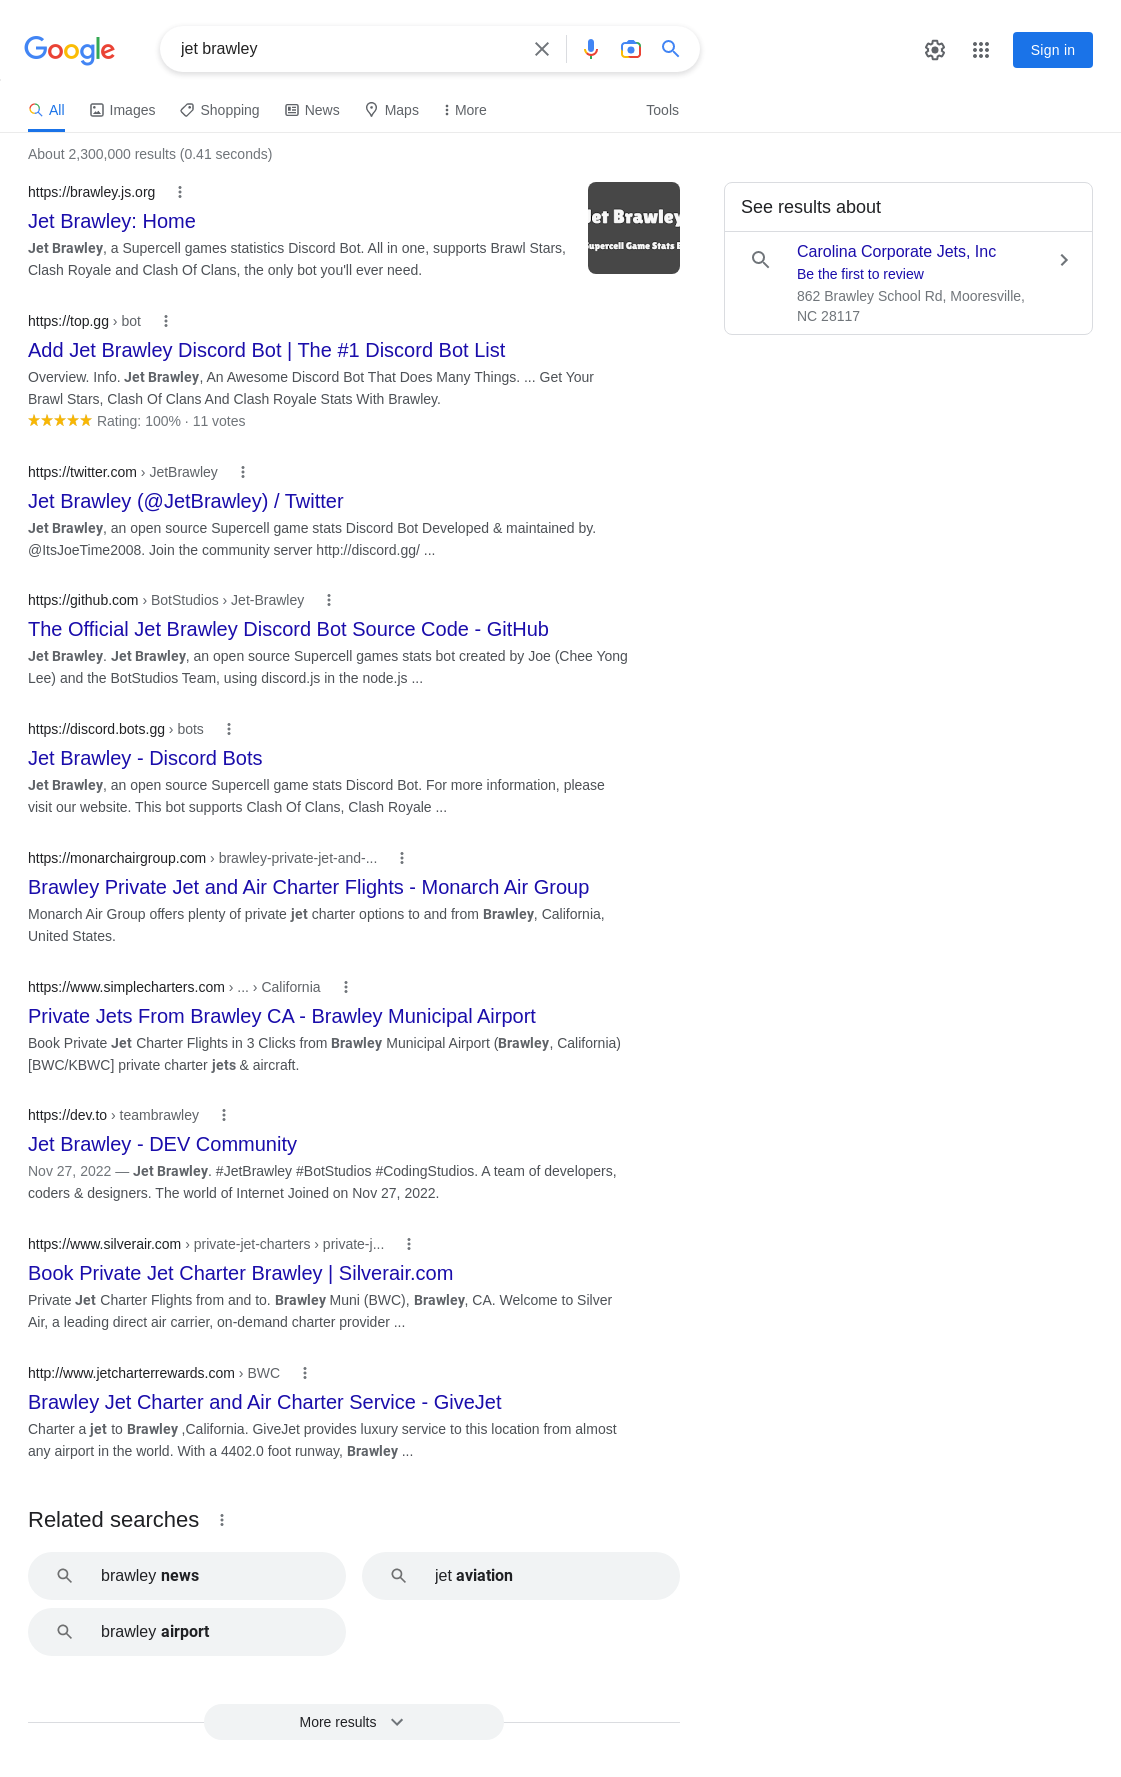 Google
jet brawley
Sign in
All
Images
Shopping
News
Maps
More
Tools
About 2,300,000 results (0.41 seconds)
https://brawley.js.org
Jet Brawley: Home
Jet Brawley, a Supercell games statistics Discord Bot. All in one, supports Brawl Stars,
Clash Royale and Clash Of Clans, the only bot you'll ever need.
Jet Brawley
Supercell Game Stats B
https://top.gg › bot
Add Jet Brawley Discord Bot | The #1 Discord Bot List
Overview. Info. Jet Brawley, An Awesome Discord Bot That Does Many Things. ... Get Your
Brawl Stars, Clash Of Clans And Clash Royale Stats With Brawley.
Rating: 100% · 11 votes
https://twitter.com › JetBrawley
Jet Brawley (@JetBrawley) / Twitter
Jet Brawley, an open source Supercell game stats Discord Bot Developed & maintained by.
@ItsJoeTime2008. Join the community server http://discord.gg/ ...
https://github.com › BotStudios › Jet-Brawley
The Official Jet Brawley Discord Bot Source Code - GitHub
Jet Brawley. Jet Brawley, an open source Supercell games stats bot created by Joe (Chee Yong
Lee) and the BotStudios Team, using discord.js in the node.js ...
https://discord.bots.gg › bots
Jet Brawley - Discord Bots
Jet Brawley, an open source Supercell game stats Discord Bot. For more information, please
visit our website. This bot supports Clash Of Clans, Clash Royale ...
https://monarchairgroup.com › brawley-private-jet-and-...
Brawley Private Jet and Air Charter Flights - Monarch Air Group
Monarch Air Group offers plenty of private jet charter options to and from Brawley, California,
United States.
https://www.simplecharters.com › ... › California
Private Jets From Brawley CA - Brawley Municipal Airport
Book Private Jet Charter Flights in 3 Clicks from Brawley Municipal Airport (Brawley, California)
[BWC/KBWC] private charter jets & aircraft.
https://dev.to › teambrawley
Jet Brawley - DEV Community
Nov 27, 2022 — Jet Brawley. #JetBrawley #BotStudios #CodingStudios. A team of developers,
coders & designers. The world of Internet Joined on Nov 27, 2022.
https://www.silverair.com › private-jet-charters › private-j...
Book Private Jet Charter Brawley | Silverair.com
Private Jet Charter Flights from and to. Brawley Muni (BWC), Brawley, CA. Welcome to Silver
Air, a leading direct air carrier, on-demand charter provider ...
http://www.jetcharterrewards.com › BWC
Brawley Jet Charter and Air Charter Service - GiveJet
Charter a jet to Brawley ,California. GiveJet provides luxury service to this location from almost
any airport in the world. With a 4402.0 foot runway, Brawley ...
See results about
Carolina Corporate Jets, Inc
Be the first to review
862 Brawley School Rd, Mooresville,
NC 28117
Related searches
brawley news
jet aviation
brawley airport
More results